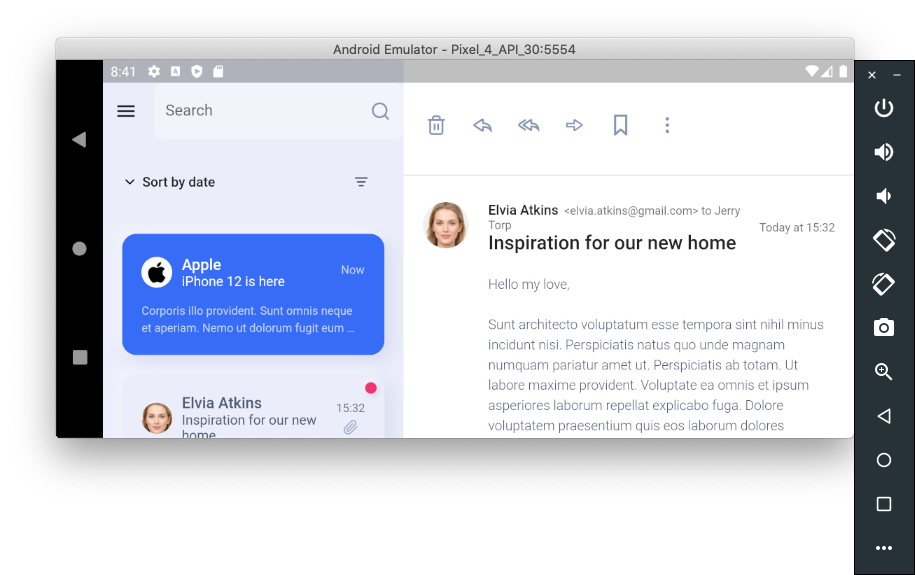 Android Emulator - Pixel_4_API_30:5554
8:41
Search
Sort by date
Apple
Now
iPhone 12 is here
Corporis illo provident. Sunt omnis neque
et aperiam. Nemo ut dolorum fugit eum ...
Elvia Atkins
15:32
Inspiration for our new
home
Elvia Atkins <elvia.atkins@gmail.com> to Jerry
Torp
Today at 15:32
Inspiration for our new home
Hello my love,
Sunt architecto voluptatum esse tempora sint nihil minus
incidunt nisi. Perspiciatis natus quo unde magnam
numquam pariatur amet ut. Perspiciatis ab totam. Ut
labore maxime provident. Voluptate ea omnis et ipsum
asperiores laborum repellat explicabo fuga. Dolore
voluptatem praesentium quis eos laborum dolores